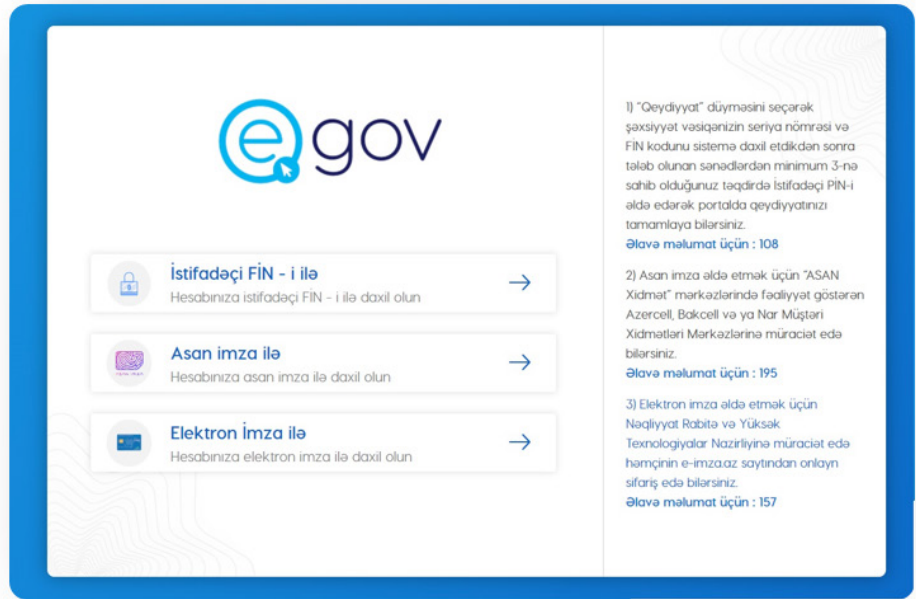 egov
İstifadəçi FİN - i ilə
Hesabınıza istifadəçi FİN - i ilə daxil olun
Asan imza ilə
Hesabınıza asan imza ilə daxil olun
Elektron İmza ilə
Hesabınıza elektron imza ilə daxil olun
1) “Qeydiyyat” düyməsini seçərək
şəxsiyyət vəsiqənizin seriya nömrəsi və
FİN kodunu sistemə daxil etdikdən sonra
tələb olunan sənədlərdən minimum 3-nə
sahib olduğunuz təqdirdə İstifadəçi PİN-i
əldə edərək portalda qeydiyyatınızı
tamamlaya bilərsiniz.
Əlavə məlumat üçün : 108
2) Asan imza əldə etmək üçün “ASAN
Xidmət” mərkəzlərində fəaliyyət göstərən
Azercell, Bakcell və ya Nar Müştəri
Xidmətləri Mərkəzlərinə müraciət edə
bilərsiniz.
Əlavə məlumat üçün : 195
3) Elektron imza əldə etmək üçün
Nəqliyyat Rabitə və Yüksək
Texnologiyalar Nazirliyinə müraciət edə
həmçinin e-imza.az saytından onlayn
sifariş edə bilərsiniz.
Əlavə məlumat üçün : 157